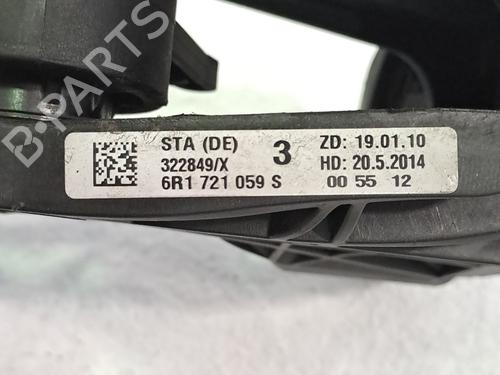 B-PARTS
STA (DE) 3 ZD: 19.01.10
322849/X HD: 20.5.2014
6R1 721 059 S 00 55 12